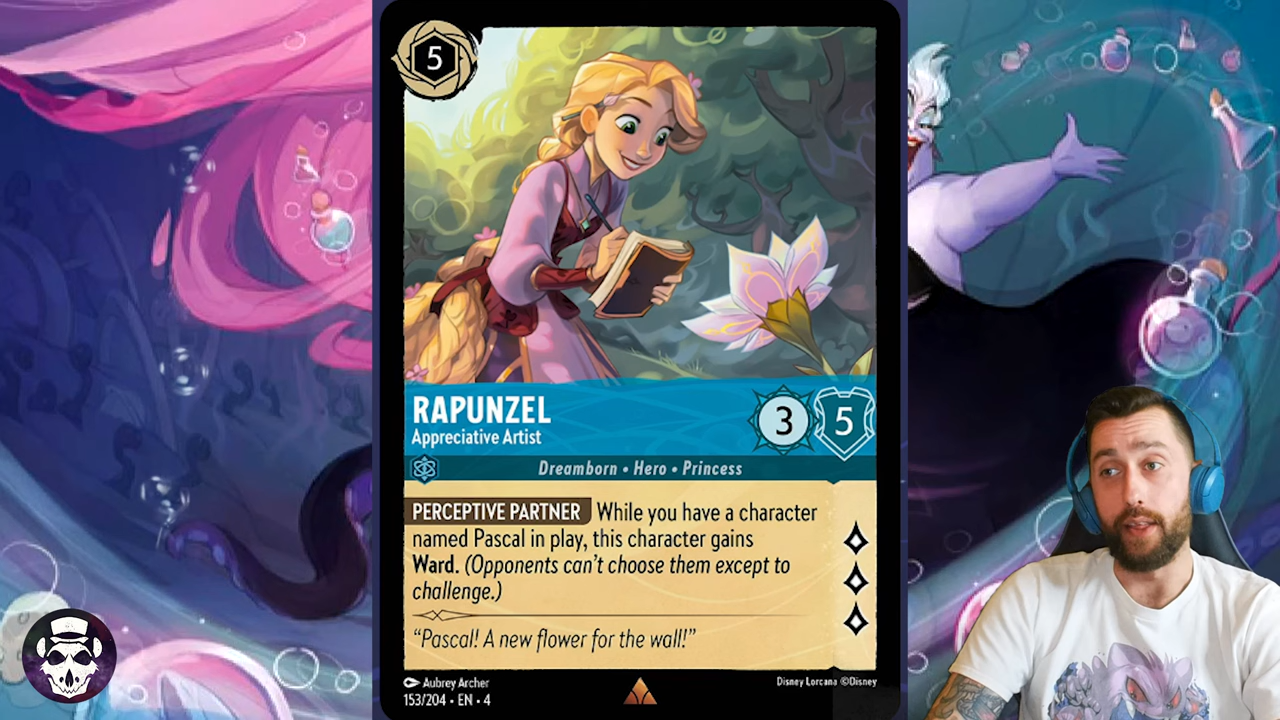 5
RAPUNZEL
Appreciative Artist
3
5
Dreamborn • Hero • Princess
PERCEPTIVE PARTNER While you have a character
named Pascal in play, this character gains
Ward. (Opponents can't choose them except to
challenge.)
"Pascal! A new flower for the wall!"
Aubrey Archer
Disney Lorcana ©Disney
153/204 • EN • 4